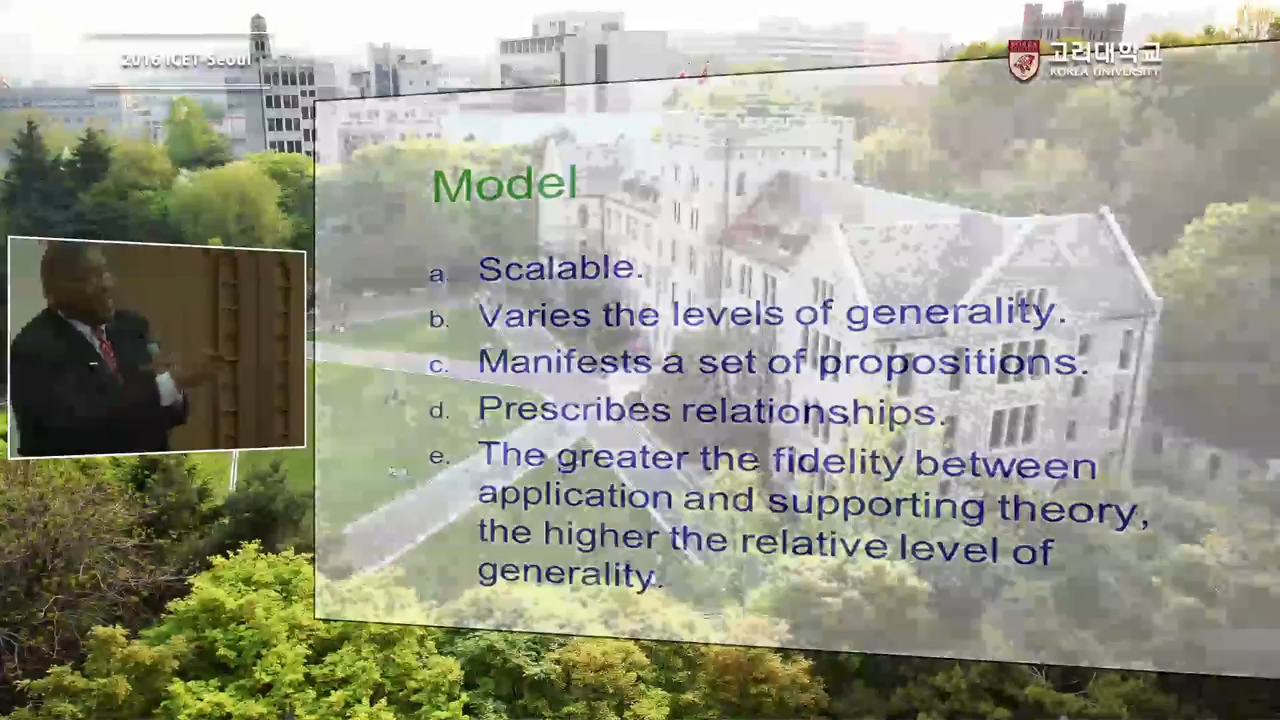 2016 ICET Seoul
고려대학교
KOREA UNIVERSITY
Model
a. Scalable.
b. Varies the levels of generality.
c. Manifests a set of propositions.
d. Prescribes relationships.
e. The greater the fidelity between
application and supporting theory,
the higher the relative level of
generality.